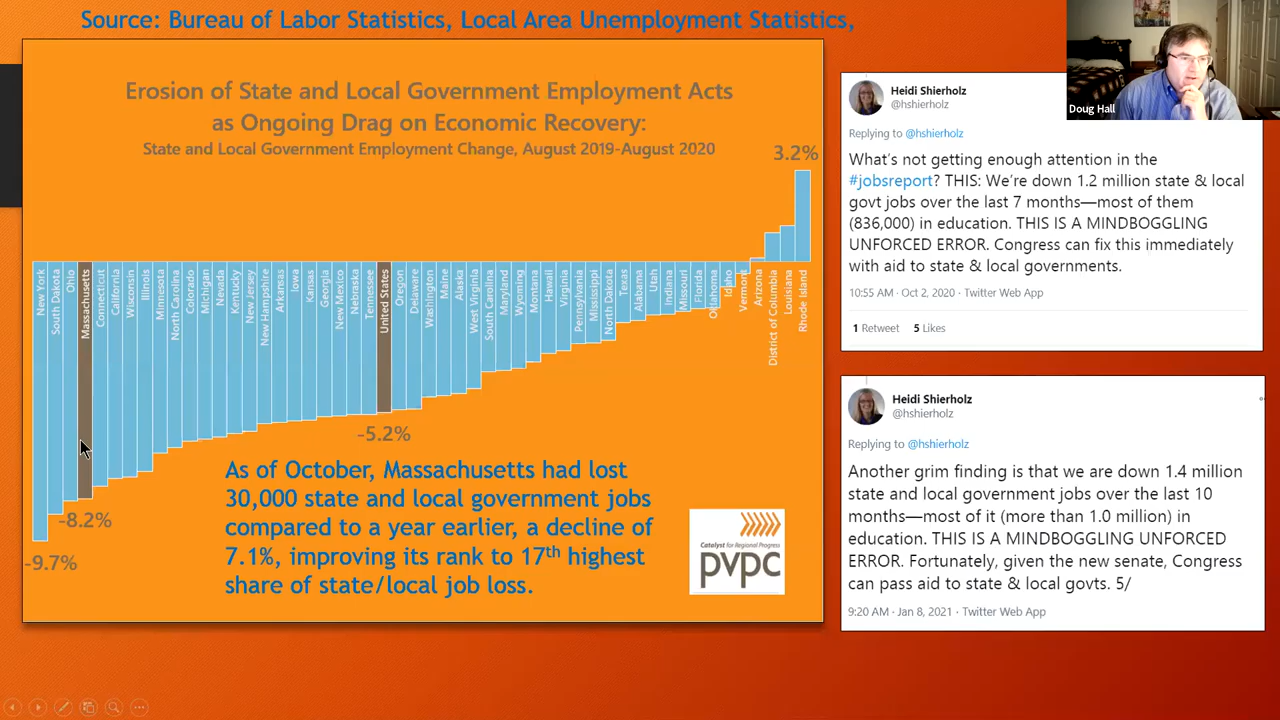 Source: Bureau of Labor Statistics, Local Area Unemployment Statistics,
Erosion of State and Local Government Employment Acts
as Ongoing Drag on Economic Recovery:
State and Local Government Employment Change, August 2019-August 2020
3.2%
New York
South Dakota
Ohio
Massachusetts
Connecticut
California
Wisconsin
Illinois
Minnesota
North Carolina
Colorado
Michigan
Nevada
Kentucky
New Jersey
New Hampshire
Arkansas
Iowa
Kansas
Georgia
New Mexico
Nebraska
Tennessee
United States
Oregon
Delaware
Washington
Maine
Alaska
West Virginia
South Carolina
Maryland
Wyoming
Montana
Hawaii
Virginia
Pennsylvania
Mississippi
North Dakota
Texas
Alabama
Utah
Indiana
Missouri
Florida
Oklahoma
Idaho
Vermont
Arizona
District of Columbia
Louisiana
Rhode Island
-5.2%
-8.2%
-9.7%
As of October, Massachusetts had lost
30,000 state and local government jobs
compared to a year earlier, a decline of
7.1%, improving its rank to 17th highest
share of state/local job loss.
Catalyst for Regional Progress
pvpc
Doug Hall
Heidi Shierholz
@hshierholz
Replying to @hshierholz
What's not getting enough attention in the
#jobsreport? THIS: We're down 1.2 million state & local
govt jobs over the last 7 months—most of them
(836,000) in education. THIS IS A MINDBOGGLING
UNFORCED ERROR. Congress can fix this immediately
with aid to state & local governments.
10:55 AM · Oct 2, 2020 · Twitter Web App
1 Retweet 5 Likes
Heidi Shierholz
@hshierholz
Replying to @hshierholz
Another grim finding is that we are down 1.4 million
state and local government jobs over the last 10
months—most of it (more than 1.0 million) in
education. THIS IS A MINDBOGGLING UNFORCED
ERROR. Fortunately, given the new senate, Congress
can pass aid to state & local govts. 5/
9:20 AM · Jan 8, 2021 · Twitter Web App